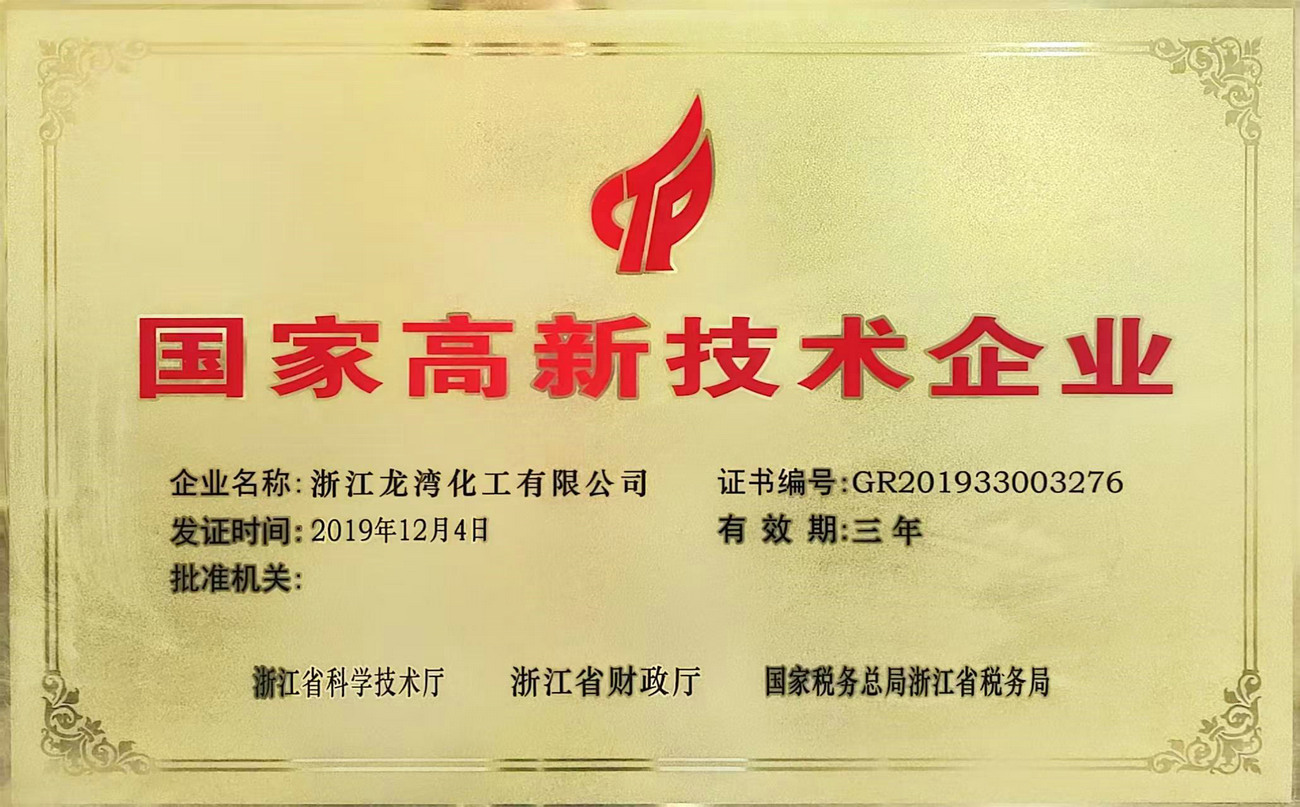 国家高新技术企业
企业名称:浙江龙湾化工有限公司 证书编号:GR201933003276
发证时间:2019年12月4日 有效期:三年
批准机关:
浙江省科学技术厅 浙江省财政厅 国家税务总局浙江省税务局